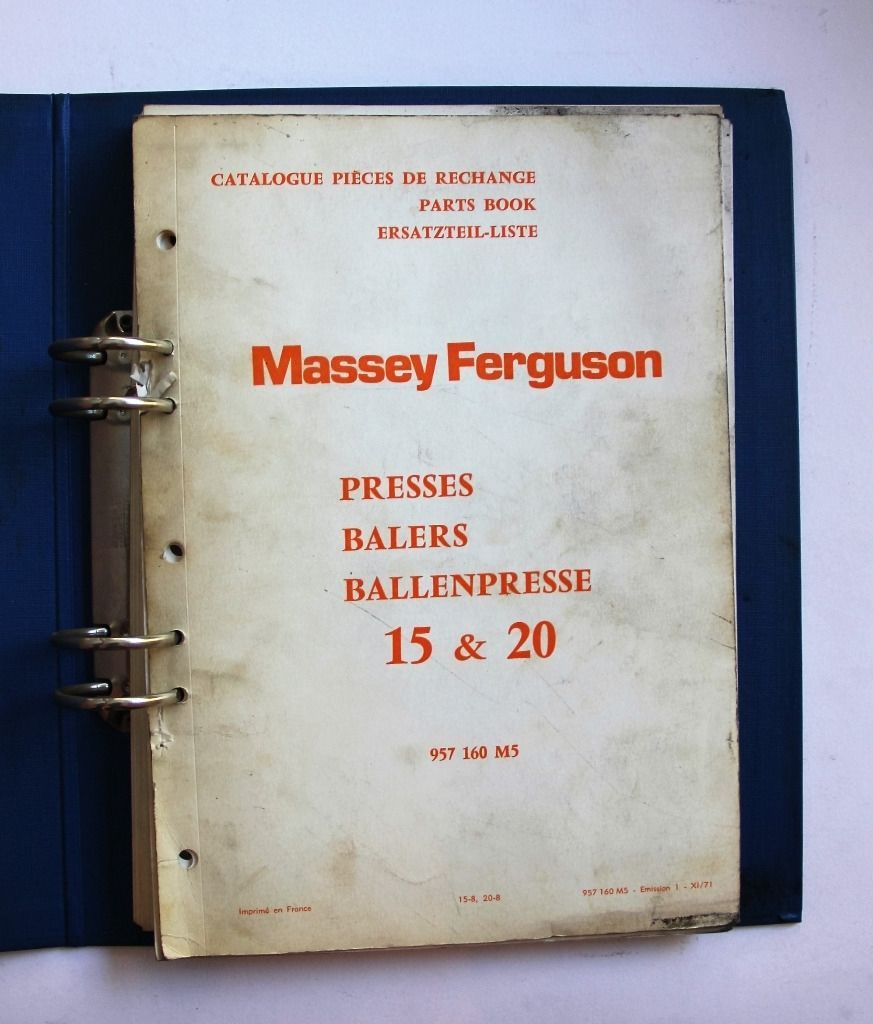 CATALOGUE PIÈCES DE RECHANGE
PARTS BOOK
ERSATZTEIL-LISTE
Massey Ferguson
PRESSES
BALERS
BALLENPRESSE
15 & 20
957 160 M5
Imprimé en France
15-8, 20-8
957 160 M5 - Emission 1 - XI/71